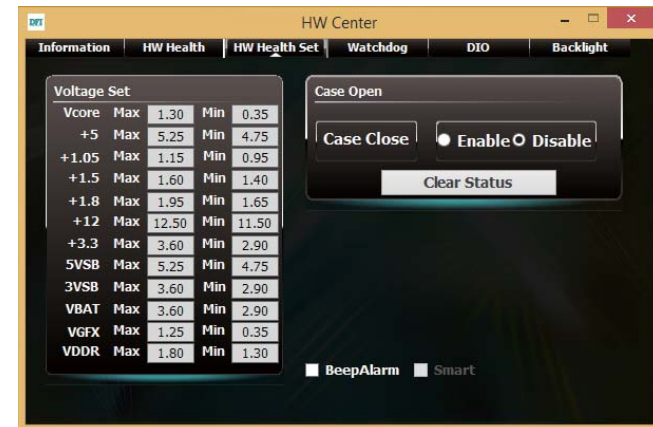 DFI HW Center
Information HW Health HW Health Set Watchdog DIO Backlight
Voltage Set
Vcore Max 1.30 Min 0.35
+5 Max 5.25 Min 4.75
+1.05 Max 1.15 Min 0.95
+1.5 Max 1.60 Min 1.40
+1.8 Max 1.95 Min 1.65
+12 Max 12.50 Min 11.50
+3.3 Max 3.60 Min 2.90
5VSB Max 5.25 Min 4.75
3VSB Max 3.60 Min 2.90
VBAT Max 3.60 Min 2.90
VGFX Max 1.25 Min 0.35
VDDR Max 1.80 Min 1.30
Case Open
Case Close Enable Disable
Clear Status
BeepAlarm Smart